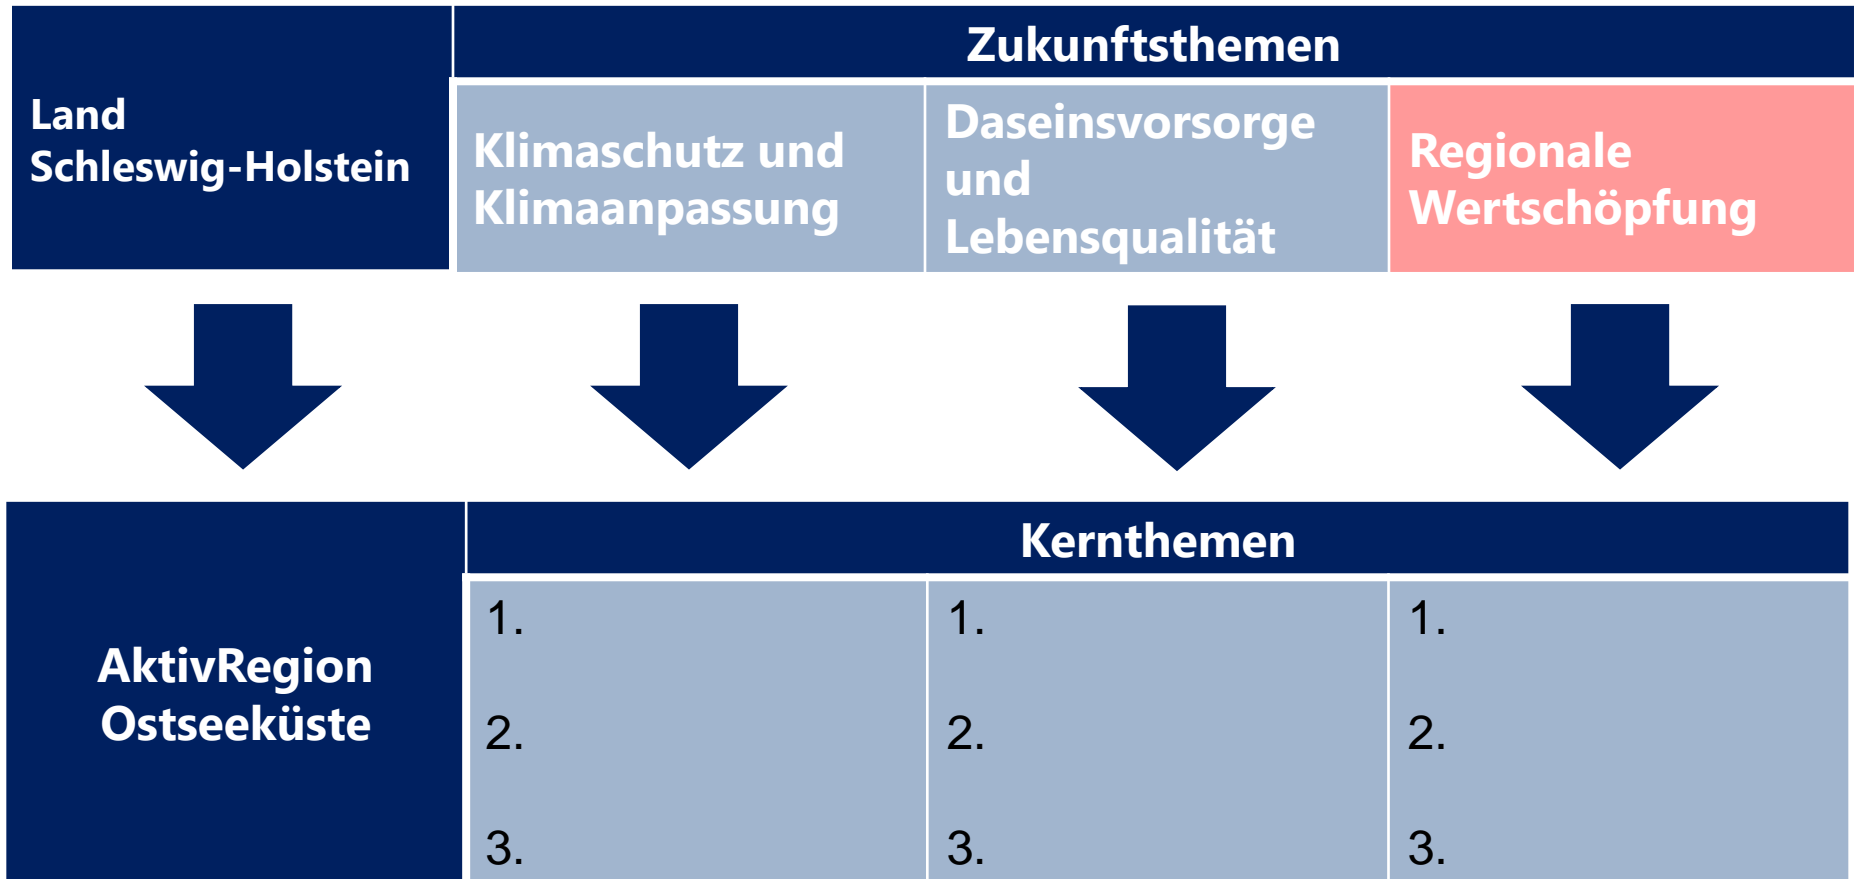 Zukunftsthemen
Land
Schleswig-Holstein
Klimaschutz und
Klimaanpassung
Daseinsvorsorge
und
Lebensqualität
Regionale
Wertschöpfung
Kernthemen
AktivRegion
Ostseeküste
1.
2.
3.
1.
2.
3.
1.
2.
3.